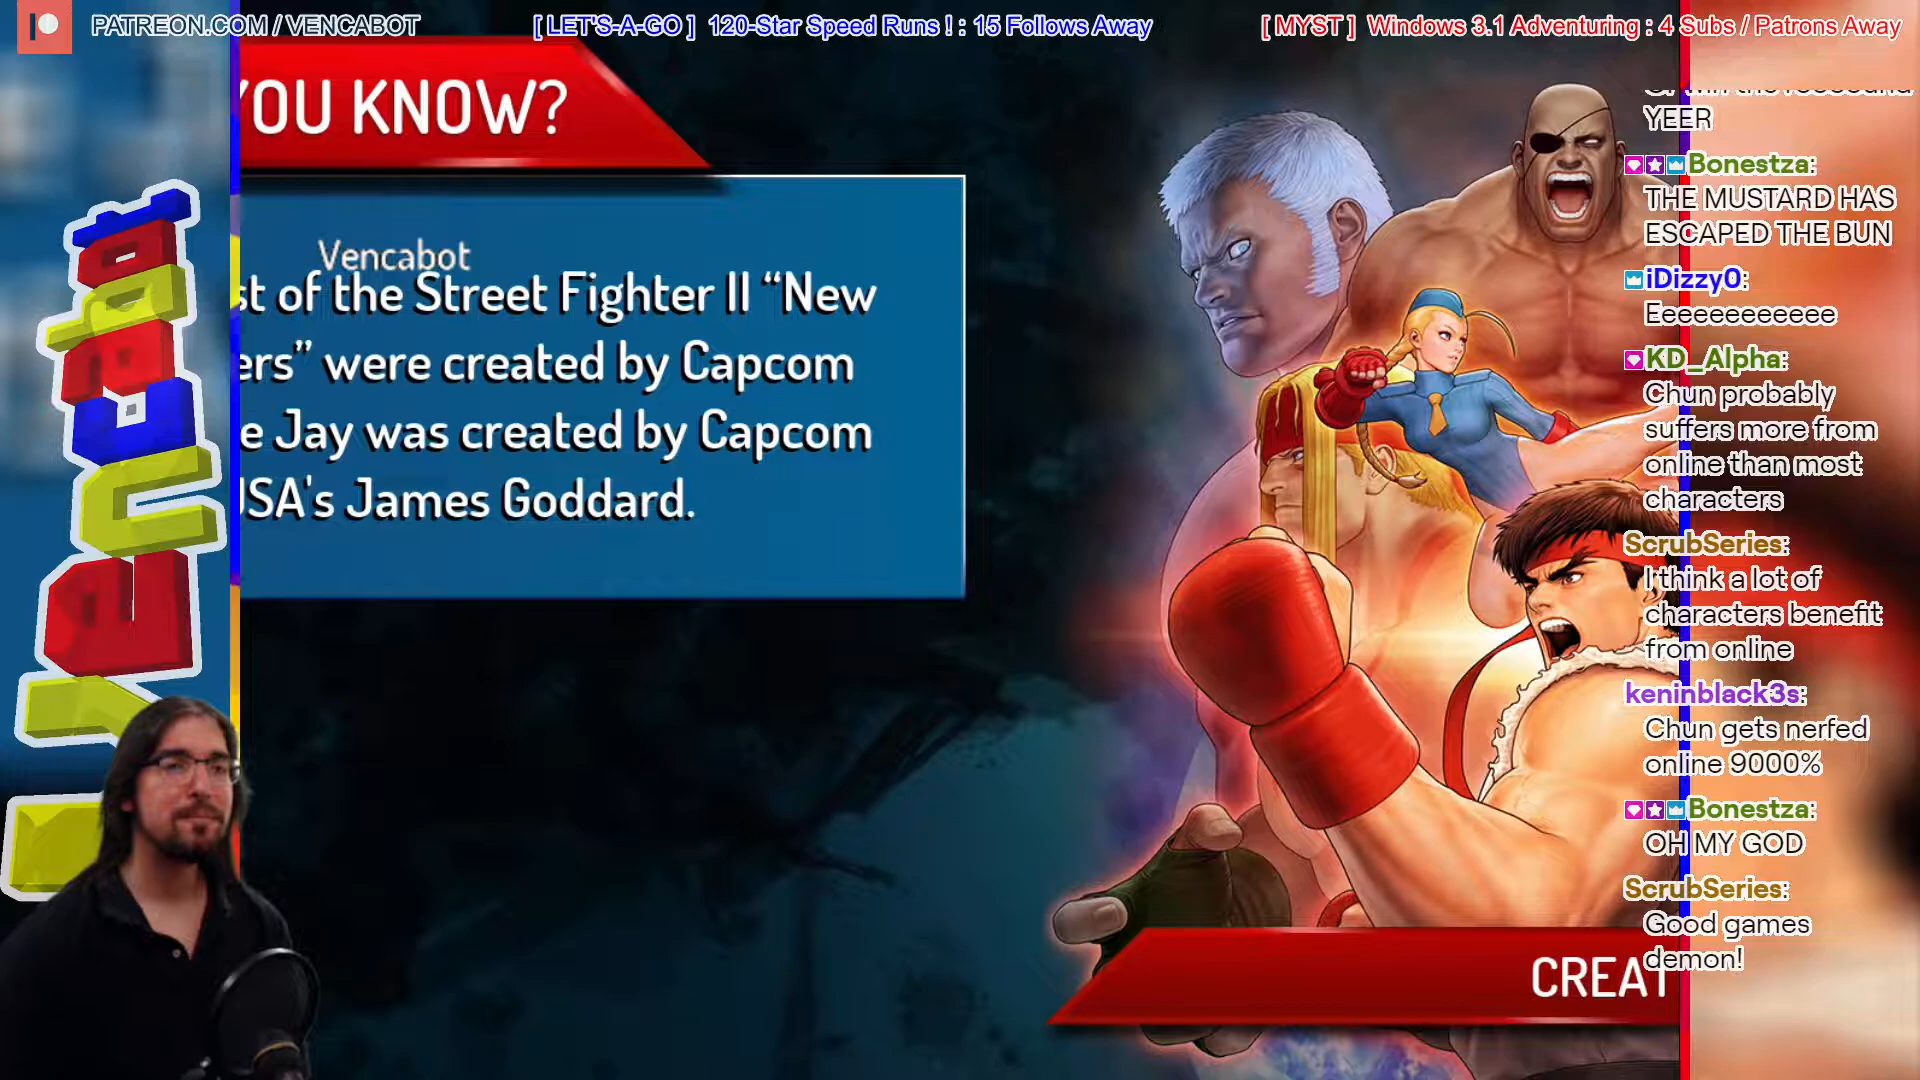 PATREON.COM / VENCABOT
[ LET'S-A-GO ] 120-Star Speed Runs ! : 15 Follows Away
[ MYST ] Windows 3.1 Adventuring : 4 Subs / Patrons Away
YOU KNOW?
Vencabot
st of the Street Fighter II “New
ers” were created by Capcom
e Jay was created by Capcom
USA's James Goddard.
Vencabot
CREAT
YEER
Bonestza:
THE MUSTARD HAS
ESCAPED THE BUN
iDizzy0:
Eeeeeeeeeeee
KD_Alpha:
Chun probably
suffers more from
online than most
characters
ScrubSeries:
I think a lot of
characters benefit
from online
keninblack3s:
Chun gets nerfed
online 9000%
Bonestza:
OH MY GOD
ScrubSeries:
Good games
demon!